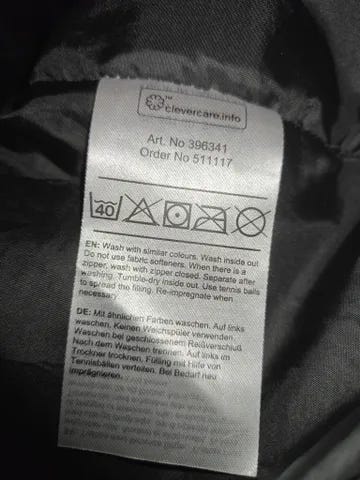 clevercare.info
Art. No 396341
Order No 511117
40
EN: Wash with similar colours. Wash inside out
Do not use fabric softeners. When there is a
zipper, wash with zipper closed. Separate after
washing. Tumble-dry inside out. Use tennis balls
to spread the filling. Re-impregnate when
necessary
DE: Mit ähnlichen Farben waschen. Auf links
waschen. Keinen Weichspüler verwenden
Waschen bei geschlossenem Reißverschluß
Nach dem Waschen trennen. Auf links im
Trockner trocknen. Füllung mit Hilfe von
Tennisbällen verteilen. Bei Bedarf neu
imprägnieren.